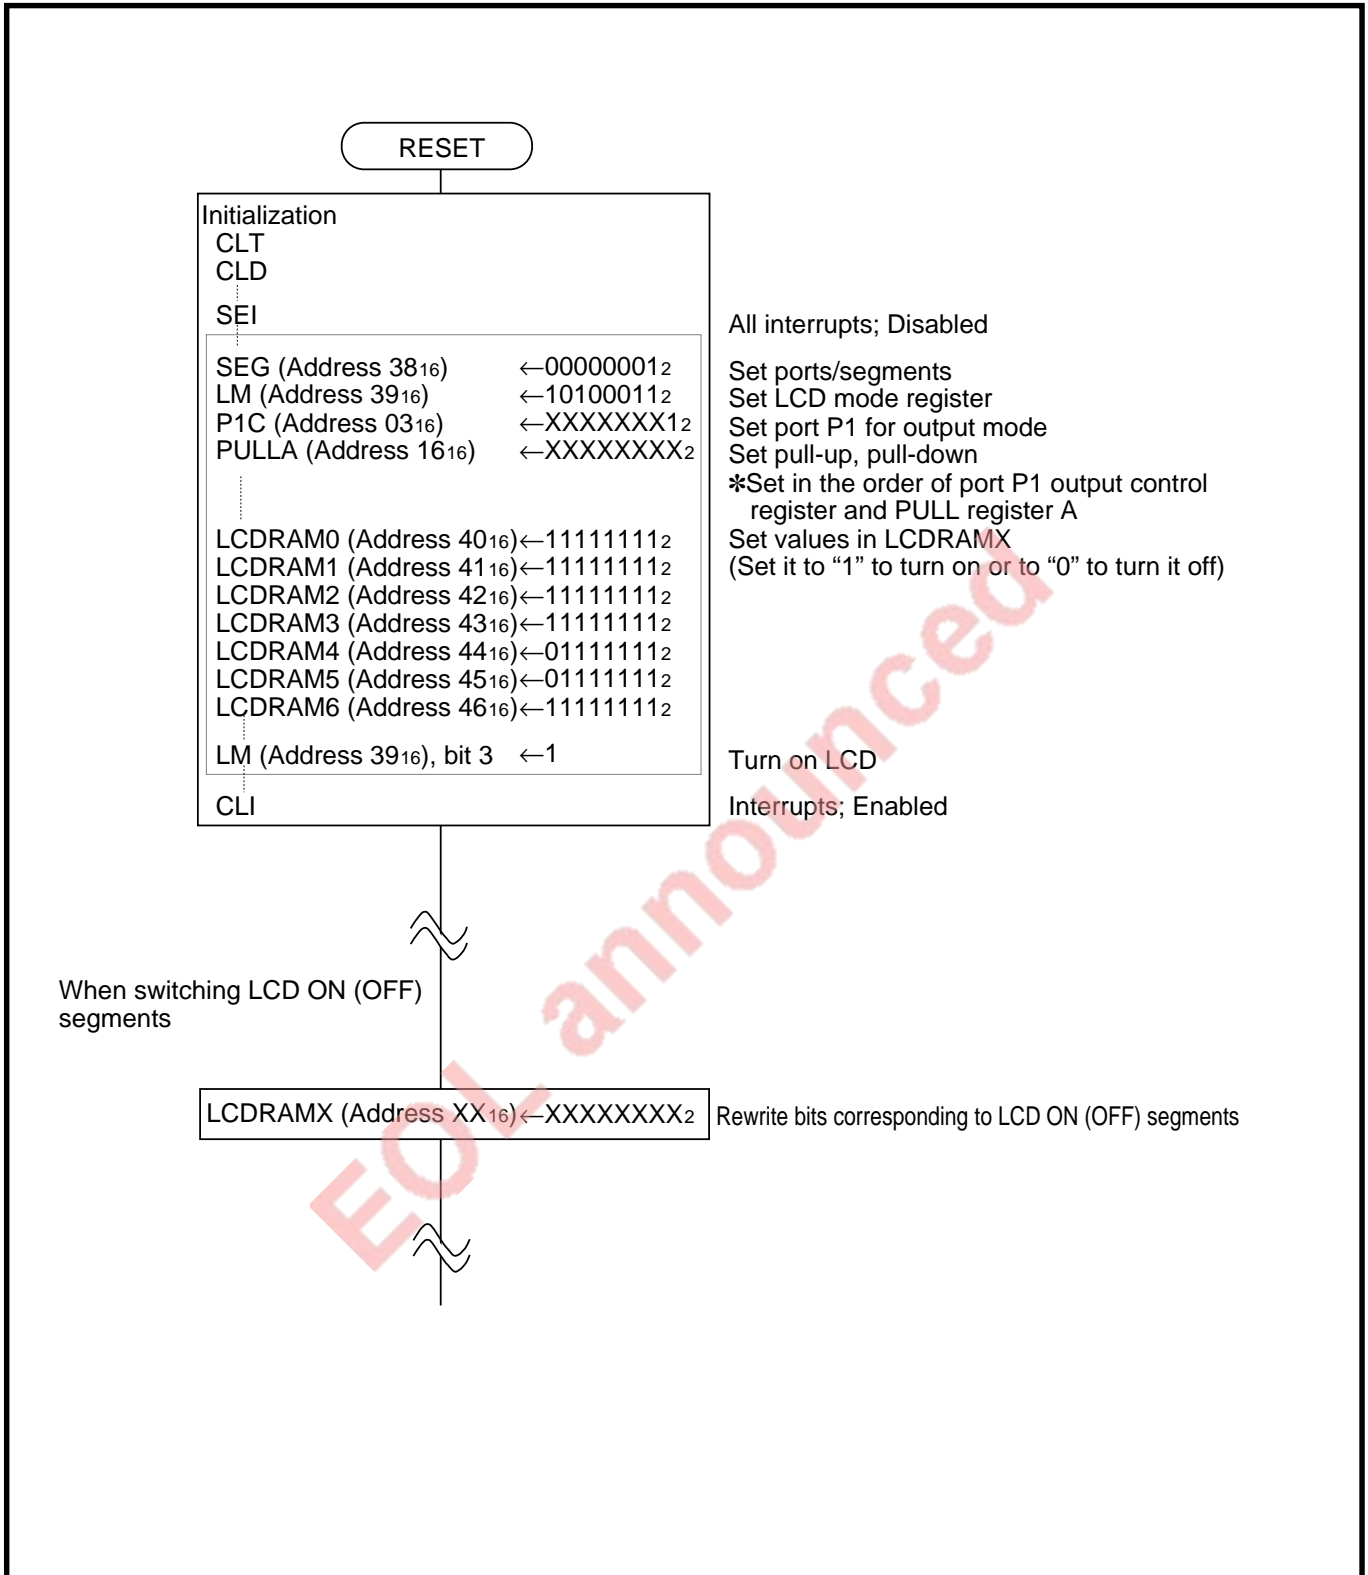 RESET
Initialization
CLT
CLD
SEI
All interrupts; Disabled
SEG (Address 3816) ←000000012 Set ports/segments
LM (Address 3916) ←101000112 Set LCD mode register
P1C (Address 0316) ←XXXXXXX12 Set port P1 for output mode
PULLA (Address 1616) ←XXXXXXXX2 Set pull-up, pull-down
✽Set in the order of port P1 output control
register and PULL register A
LCDRAM0 (Address 4016)←111111112 Set values in LCDRAMX
LCDRAM1 (Address 4116)←111111112 (Set it to “1” to turn on or to “0” to turn it off)
LCDRAM2 (Address 4216)←111111112
LCDRAM3 (Address 4316)←111111112
LCDRAM4 (Address 4416)←011111112
LCDRAM5 (Address 4516)←011111112
LCDRAM6 (Address 4616)←111111112
LM (Address 3916), bit 3 ←1 Turn on LCD
CLI Interrupts; Enabled
When switching LCD ON (OFF)
segments
LCDRAMX (Address XX16)←XXXXXXXX2 Rewrite bits corresponding to LCD ON (OFF) segments
EOL announced